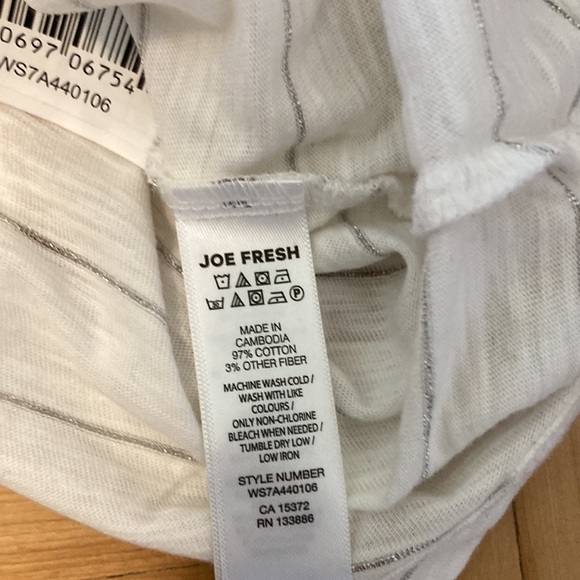 0697 06754
WS7A440106
JOE FRESH
P
MADE IN
CAMBODIA
97% COTTON
3% OTHER FIBER
MACHINE WASH COLD /
WASH WITH LIKE
COLOURS /
ONLY NON-CHLORINE
BLEACH WHEN NEEDED /
TUMBLE DRY LOW /
LOW IRON
STYLE NUMBER
WS7A440106
CA 15372
RN 133886